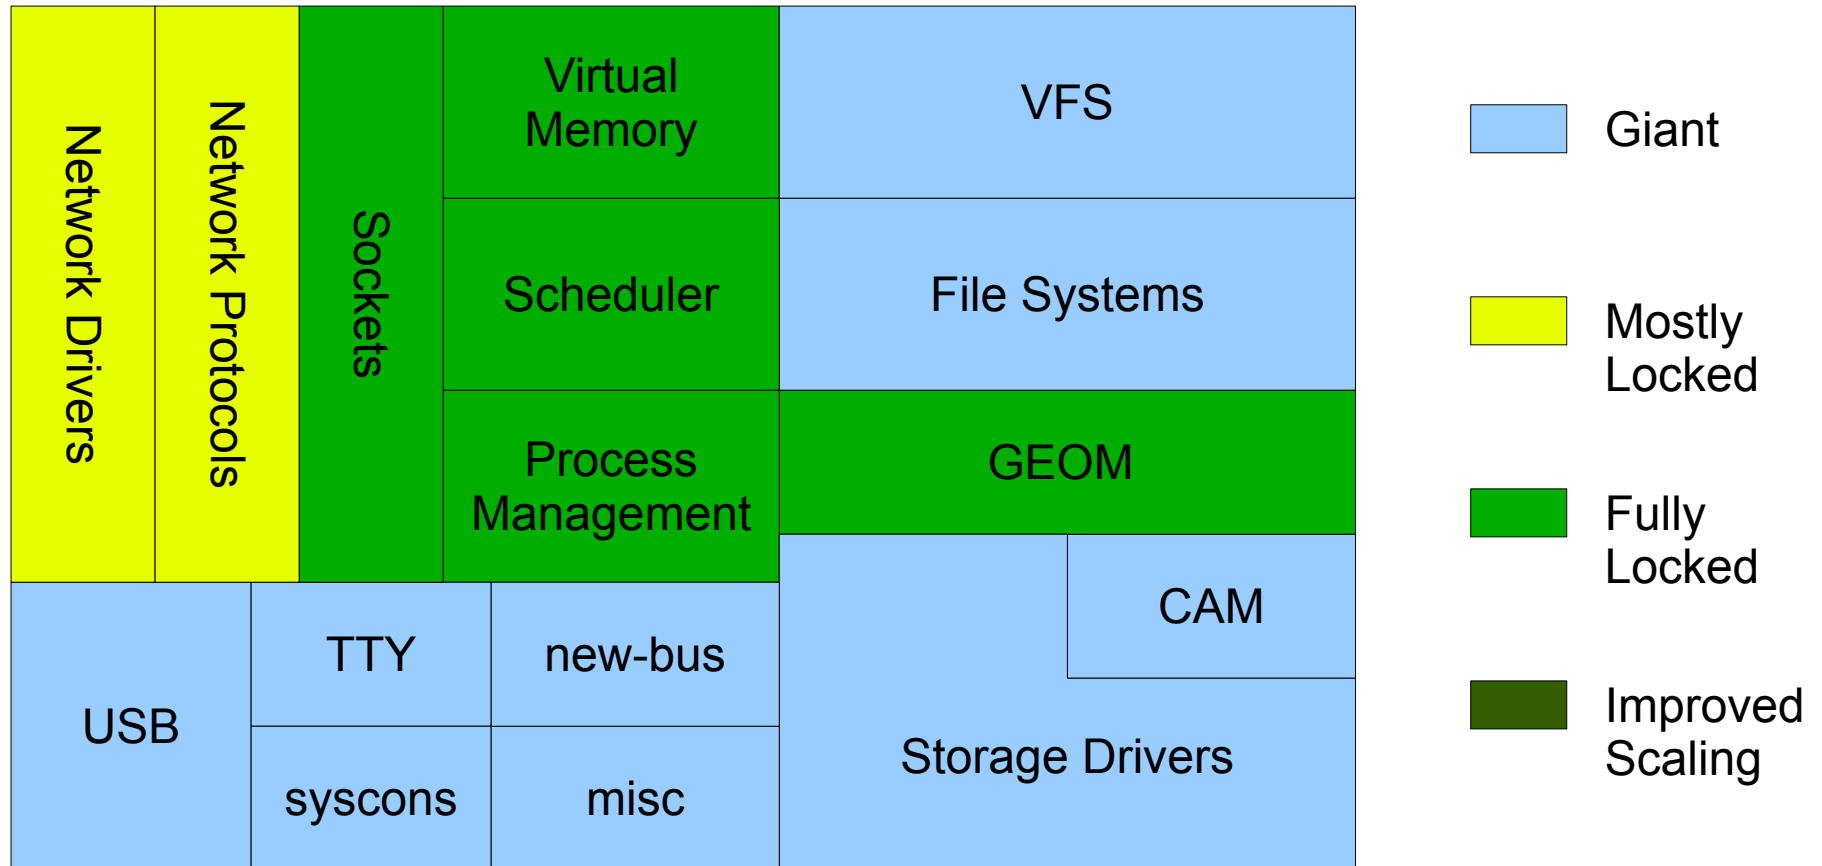 Network Drivers
Network Protocols
Sockets
Virtual
Memory
Scheduler
Process
Management
VFS
File Systems
GEOM
CAM
Storage Drivers
USB
TTY
new-bus
syscons
misc
Giant
Mostly
Locked
Fully
Locked
Improved
Scaling